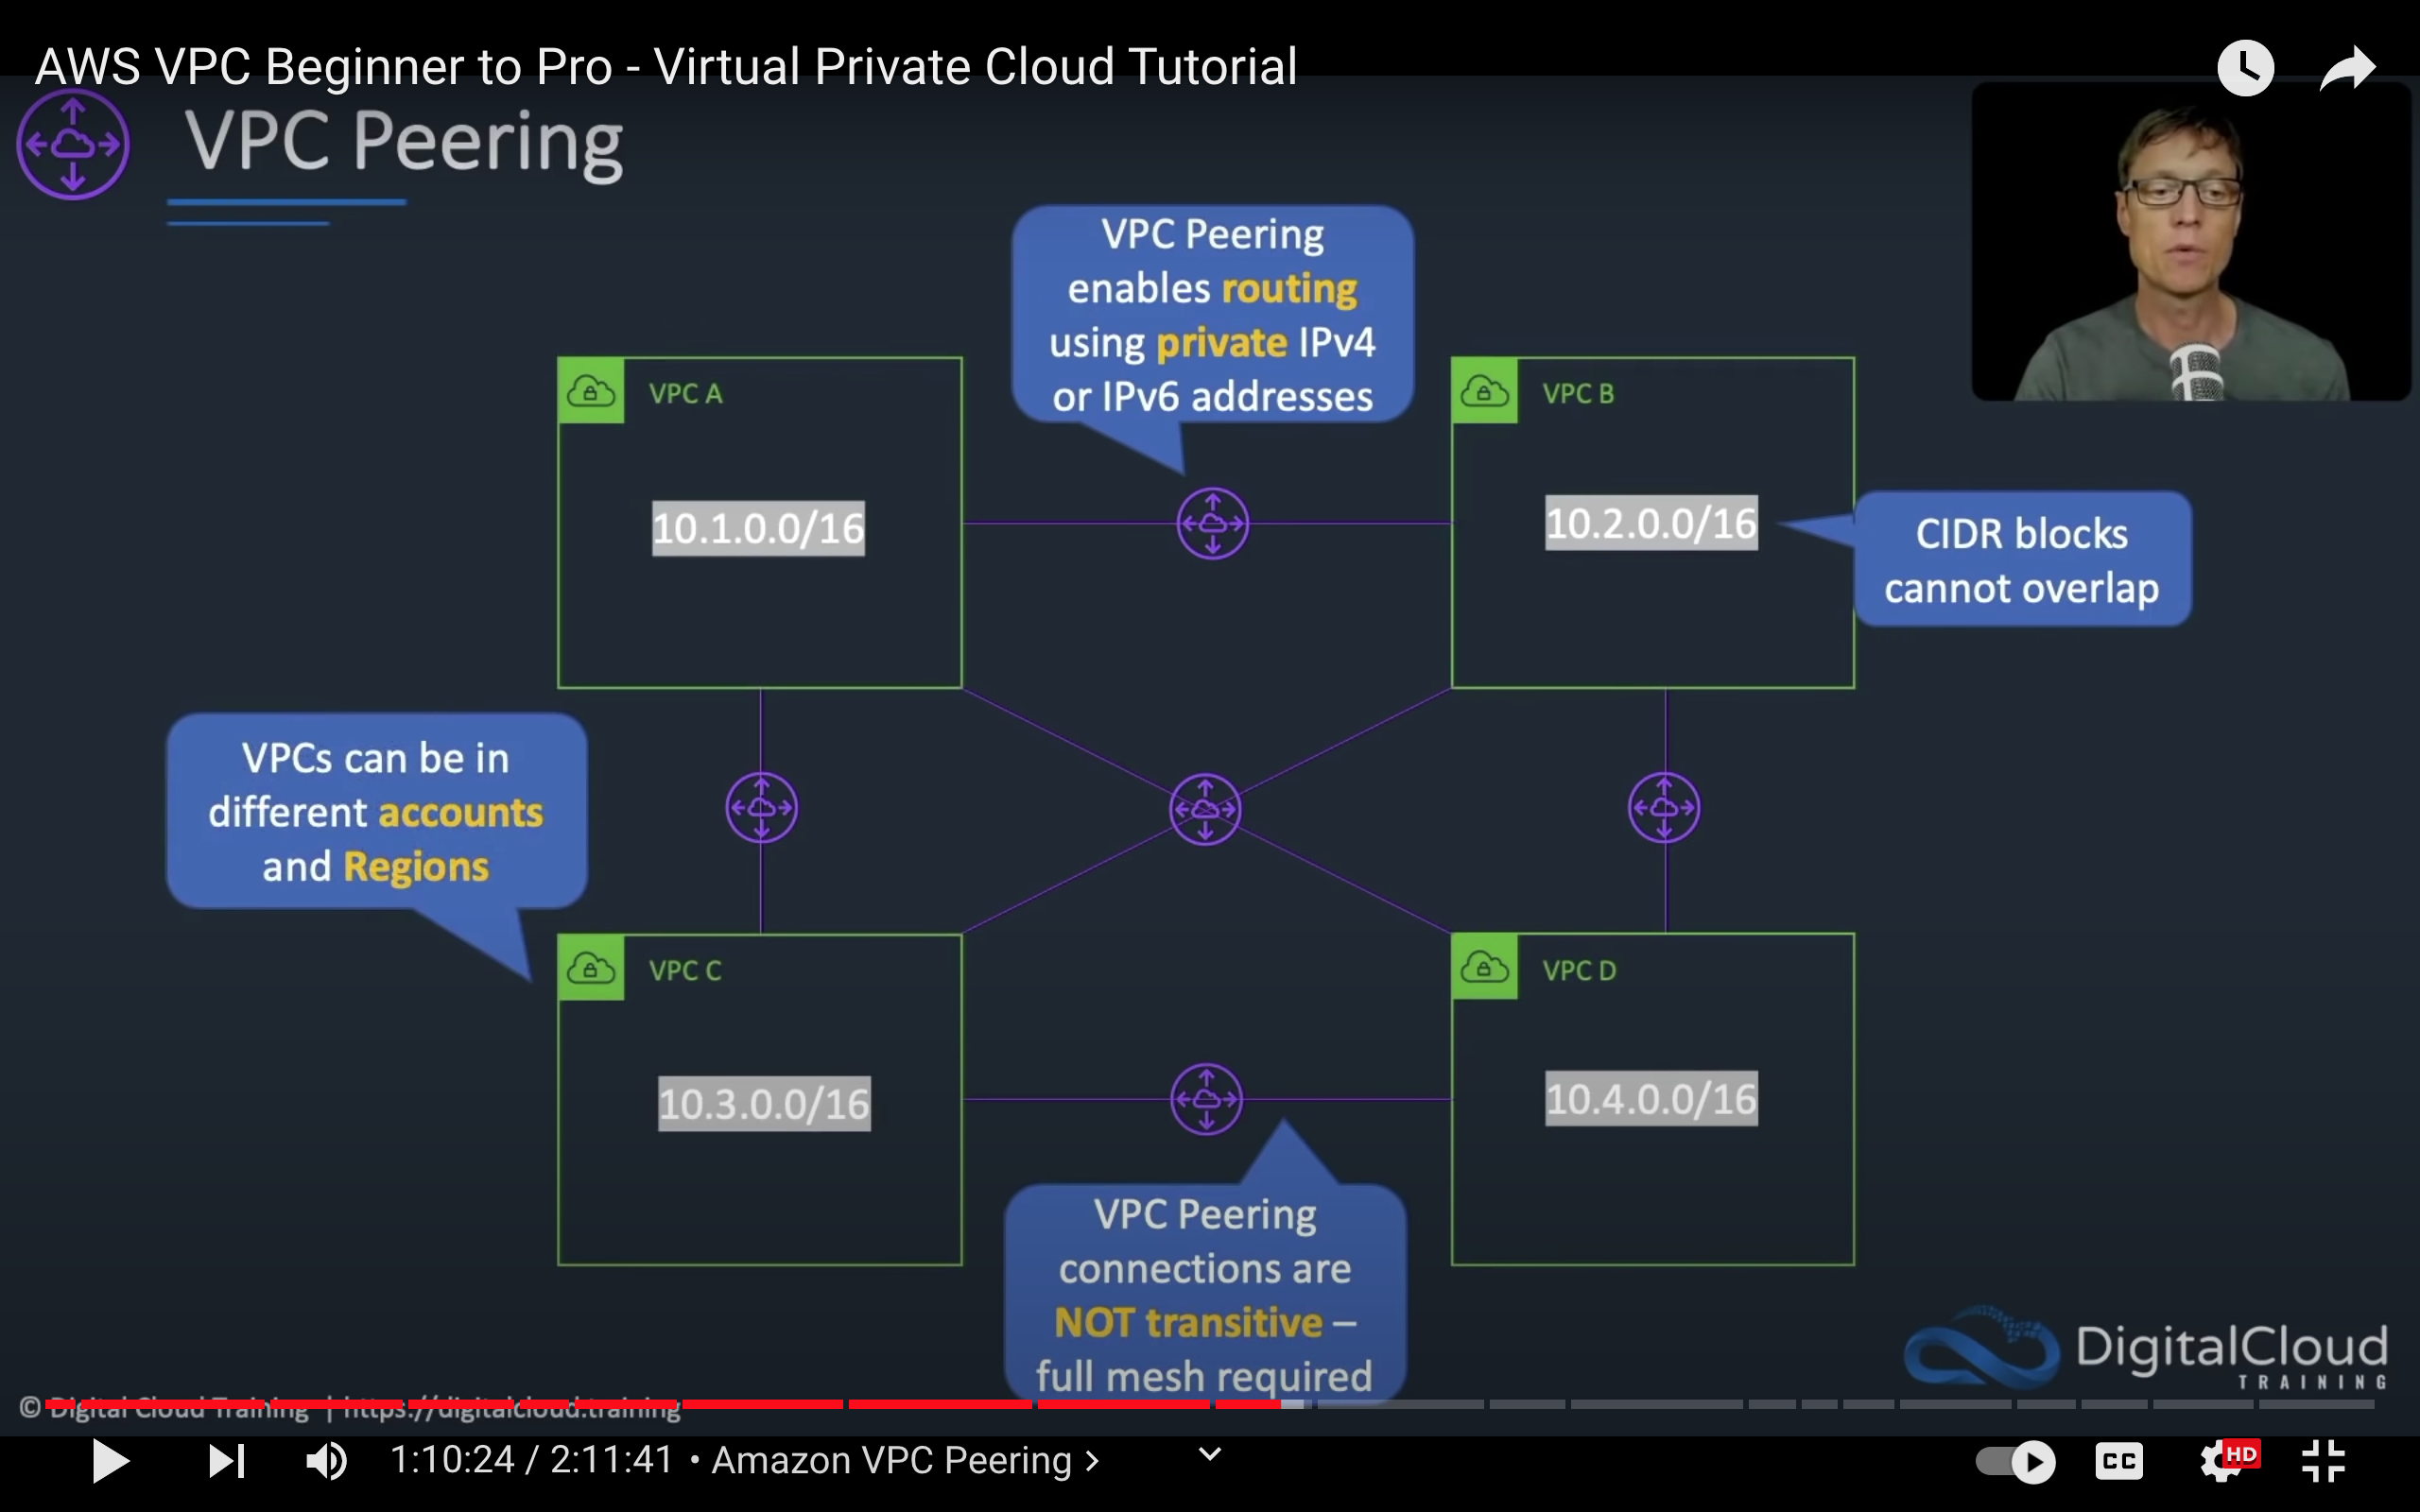 AWS VPC Beginner to Pro - Virtual Private Cloud Tutorial
VPC Peering
VPC Peering
enables routing
using private IPv4
or IPv6 addresses
VPC A
10.1.0.0/16
VPC B
10.2.0.0/16
CIDR blocks
cannot overlap
VPCs can be in
different accounts
and Regions
VPC C
10.3.0.0/16
VPC D
10.4.0.0/16
VPC Peering
connections are
NOT transitive –
full mesh required
DigitalCloud
TRAINING
© Digital Cloud Training | https://digitalcloud.training
1:10:24 / 2:11:41 • Amazon VPC Peering >
CC
HD